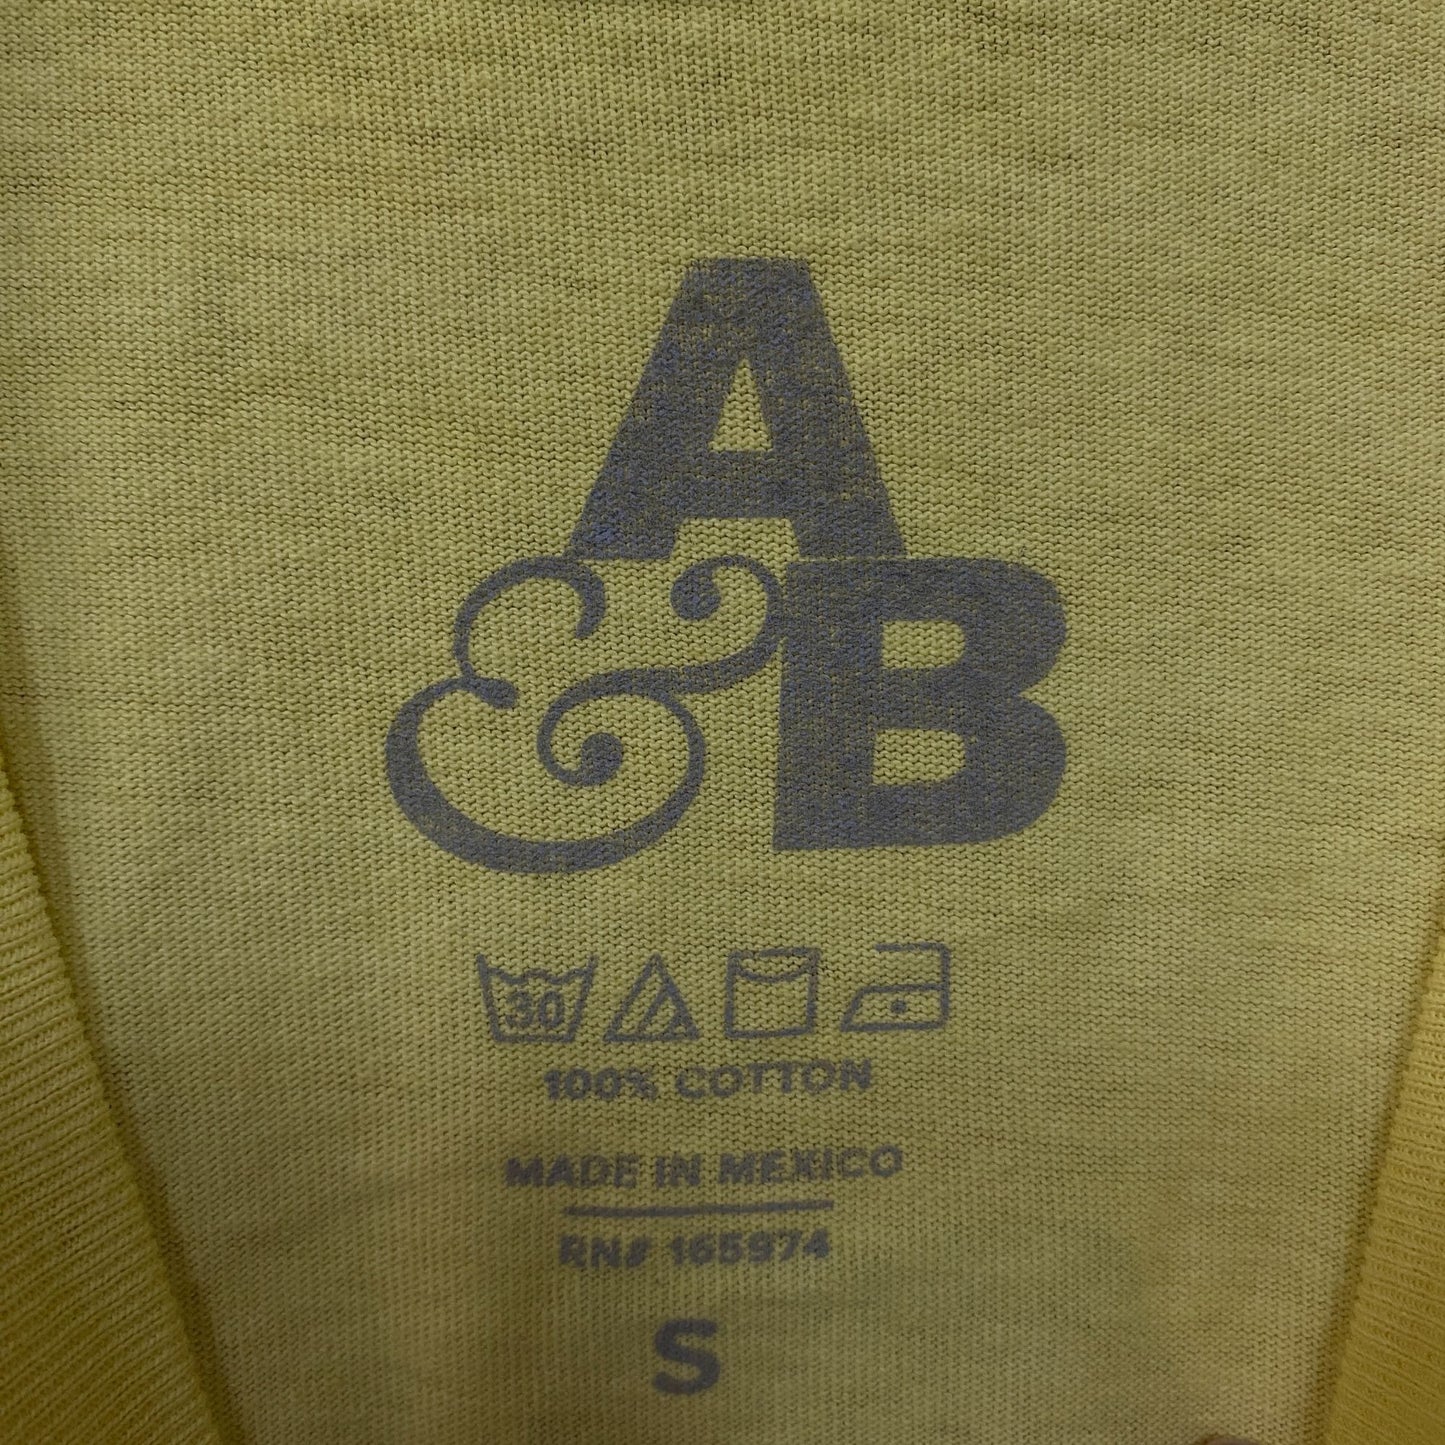 A
&B
30
100% COTTON
MADE IN MEXICO
RN# 165974
S